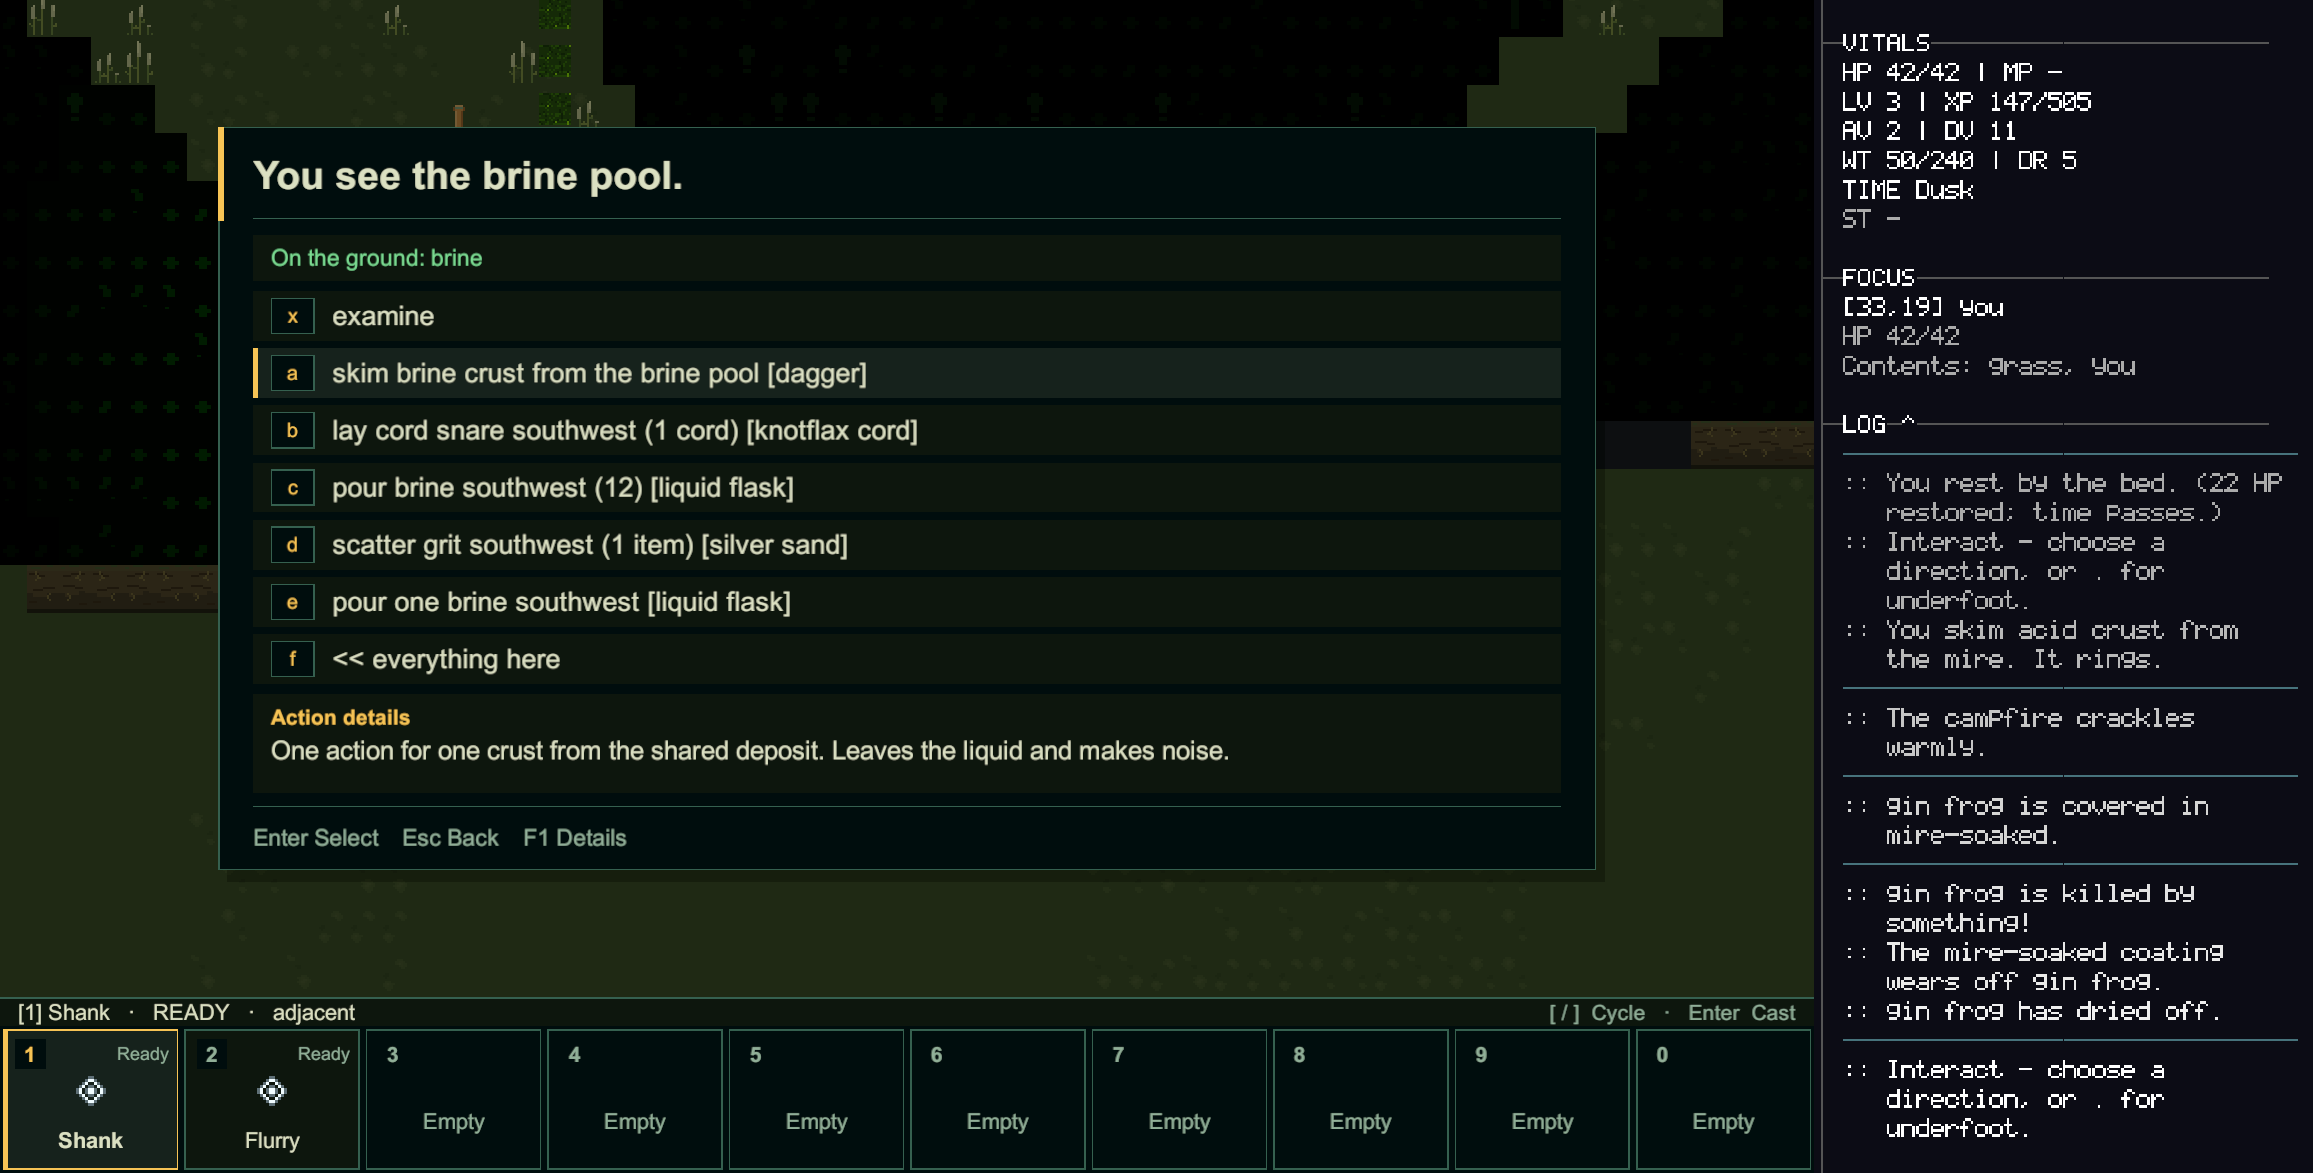 You see the brine pool.
On the ground: brine
x examine
a skim brine crust from the brine pool [dagger]
b lay cord snare southwest (1 cord) [knotflax cord]
c pour brine southwest (12) [liquid flask]
d scatter grit southwest (1 item) [silver sand]
e pour one brine southwest [liquid flask]
f << everything here
Action details
One action for one crust from the shared deposit. Leaves the liquid and makes noise.
Enter Select Esc Back F1 Details
[1] Shank · READY · adjacent
[ / ] Cycle · Enter Cast
1 Ready
Shank
2 Ready
Flurry
3
Empty
4
Empty
5
Empty
6
Empty
7
Empty
8
Empty
9
Empty
0
Empty
VITALS
HP 42/42 | MP -
LV 3 | XP 147/505
AV 2 | DV 11
WT 50/240 | DR 5
TIME Dusk
ST -
FOCUS
[33,19] You
HP 42/42
Contents: grass, You
LOG ^
:: You rest by the bed. (22 HP
restored; time passes.)
:: Interact - choose a
direction, or . for
underfoot.
:: You skim acid crust from
the mire. It rings.
:: The campfire crackles
warmly.
:: gin frog is covered in
mire-soaked.
:: gin frog is killed by
something!
:: The mire-soaked coating
wears off gin frog.
:: gin frog has dried off.
:: Interact - choose a
direction, or . for
underfoot.